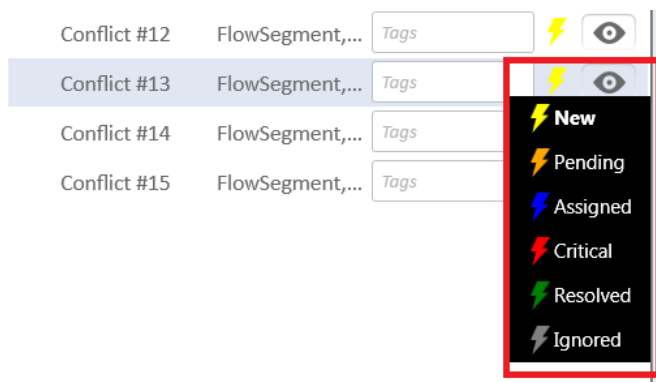 Conflict #12 FlowSegment,... Tags
Conflict #13 FlowSegment,... Tags
Conflict #14 FlowSegment,... Tags
Conflict #15 FlowSegment,... Tags
New
Pending
Assigned
Critical
Resolved
Ignored